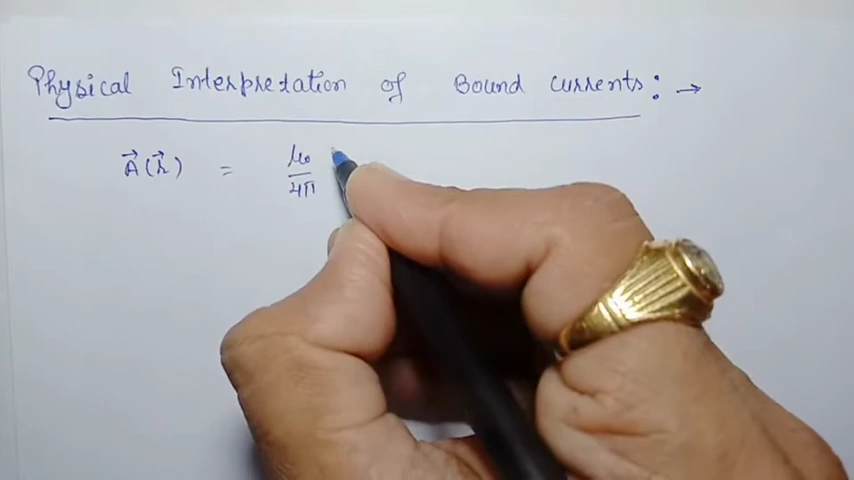 Physical Interpretation of Bound currents :→
A⃗(r⃗) = μ₀/4π